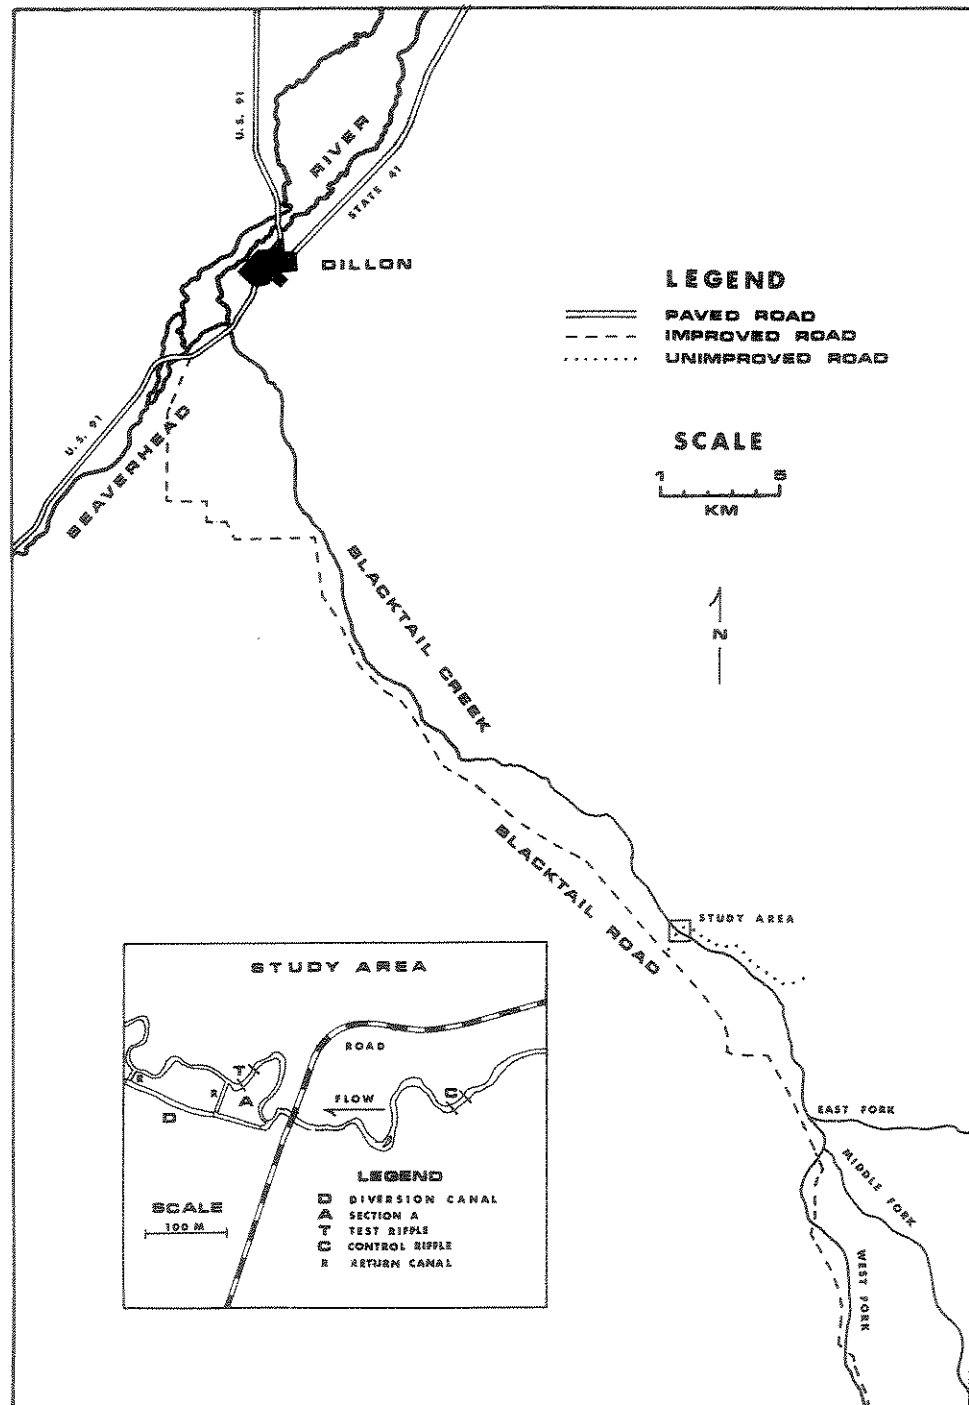 U.S. 91
RIVER
STATE 41
DILLON
LEGEND
PAVED ROAD
IMPROVED ROAD
UNIMPROVED ROAD
U.S. 91
BEAVERHEAD
SCALE
1 5
KM
N
BLACKTAIL CREEK
BLACKTAIL ROAD
STUDY AREA
EAST FORK
MIDDLE FORK
WEST FORK
STUDY AREA
ROAD
FLOW
T
C
R
R
A
D
LEGEND
D DIVERSION CANAL
A SECTION A
T TEST RIFFLE
C CONTROL RIFFLE
R RETURN CANAL
SCALE
100 M